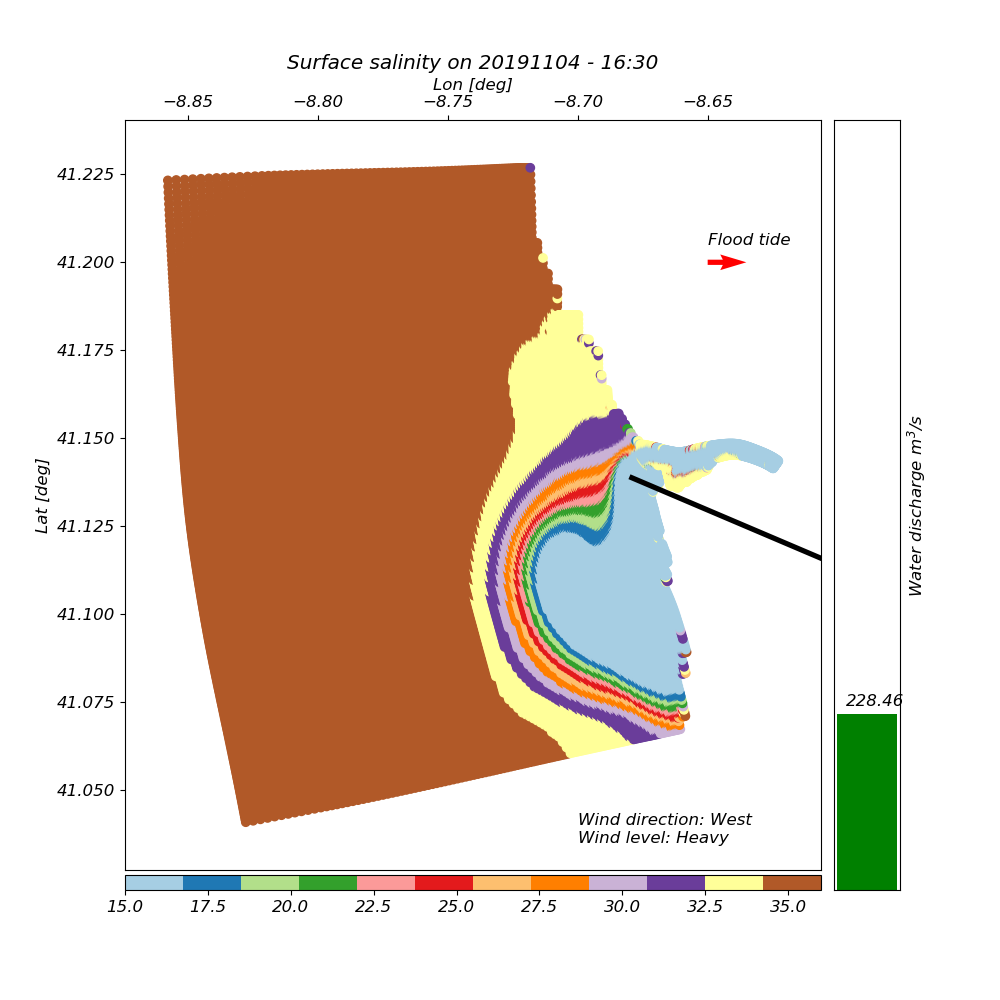 Surface salinity on 20191104 - 16:30
Lon [deg]
−8.85 −8.80 −8.75 −8.70 −8.65
41.225
41.200
41.175
41.150
41.125
41.100
41.075
41.050
Lat [deg]
Flood tide
Wind direction: West
Wind level: Heavy
228.46
Water discharge m³/s
15.0 17.5 20.0 22.5 25.0 27.5 30.0 32.5 35.0